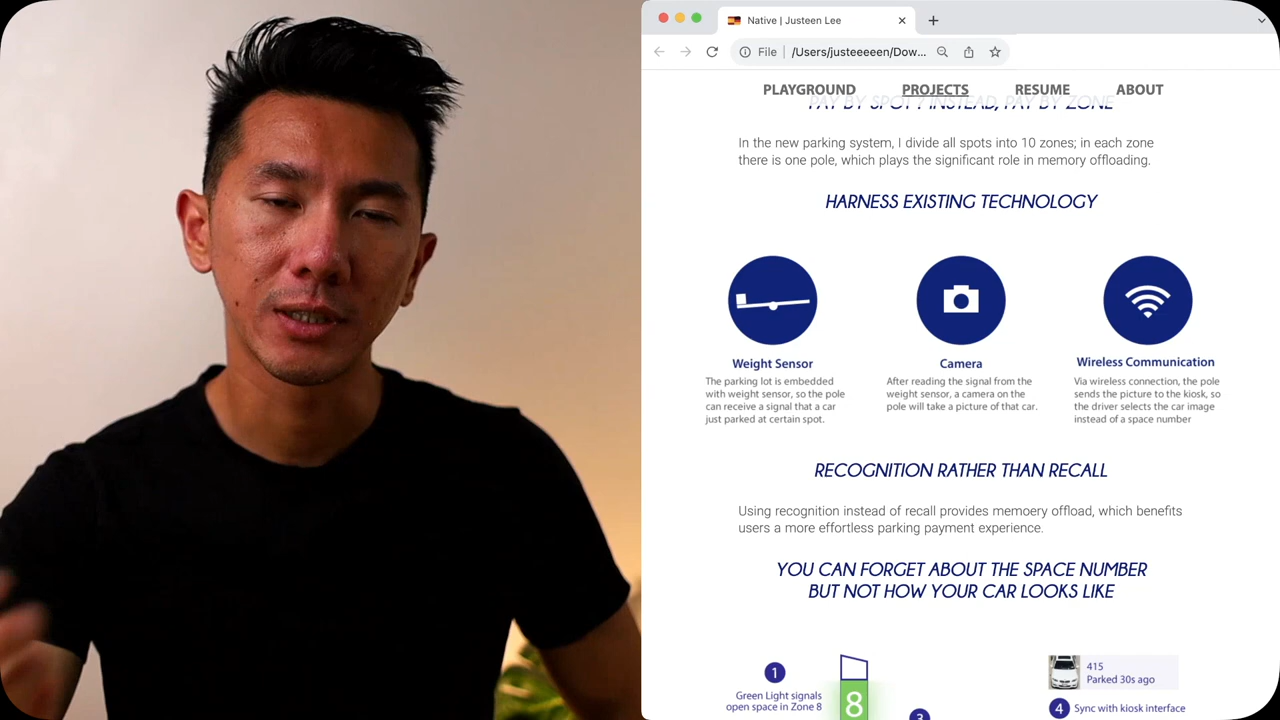 Native | Justeen Lee
File
/Users/justeeeeen/Dow...
PLAYGROUND
PROJECTS
RESUME
ABOUT
PAY BY SPOT ? INSTEAD, PAY BY ZONE
In the new parking system, I divide all spots into 10 zones; in each zone
there is one pole, which plays the significant role in memory offloading.
HARNESS EXISTING TECHNOLOGY
Weight Sensor
The parking lot is embedded
with weight sensor, so the pole
can receive a signal that a car
just parked at certain spot.
Camera
After reading the signal from the
weight sensor, a camera on the
pole will take a picture of that car.
Wireless Communication
Via wireless connection, the pole
sends the picture to the kiosk, so
the driver selects the car image
instead of a space number
RECOGNITION RATHER THAN RECALL
Using recognition instead of recall provides memoery offload, which benefits
users a more effortless parking payment experience.
YOU CAN FORGET ABOUT THE SPACE NUMBER
BUT NOT HOW YOUR CAR LOOKS LIKE
1
Green Light signals
open space in Zone 8
8
3
415
Parked 30s ago
4 Sync with kiosk interface